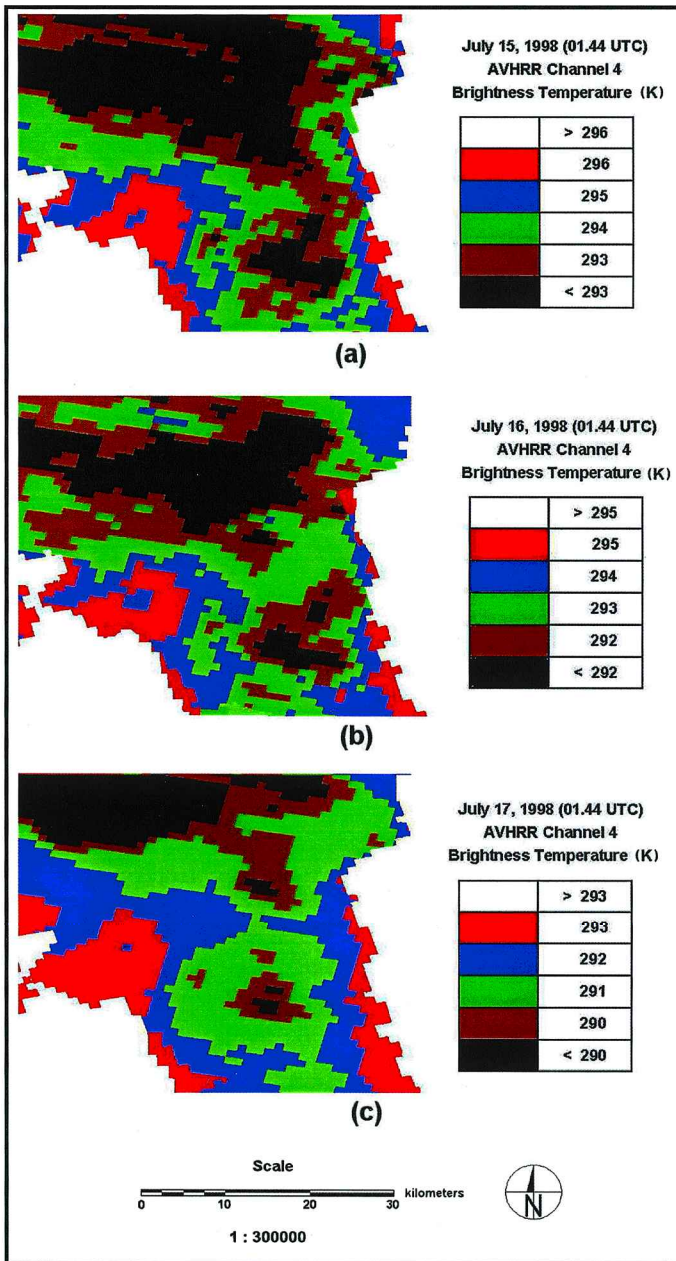 July 15, 1998 (01.44 UTC)
AVHRR Channel 4
Brightness Temperature (K)
> 296
296
295
294
293
< 293
(a)
July 16, 1998 (01.44 UTC)
AVHRR Channel 4
Brightness Temperature (K)
> 295
295
294
293
292
< 292
(b)
July 17, 1998 (01.44 UTC)
AVHRR Channel 4
Brightness Temperature (K)
> 293
293
292
291
290
< 290
(c)
Scale
0 10 20 30 kilometers
1 : 300000
N